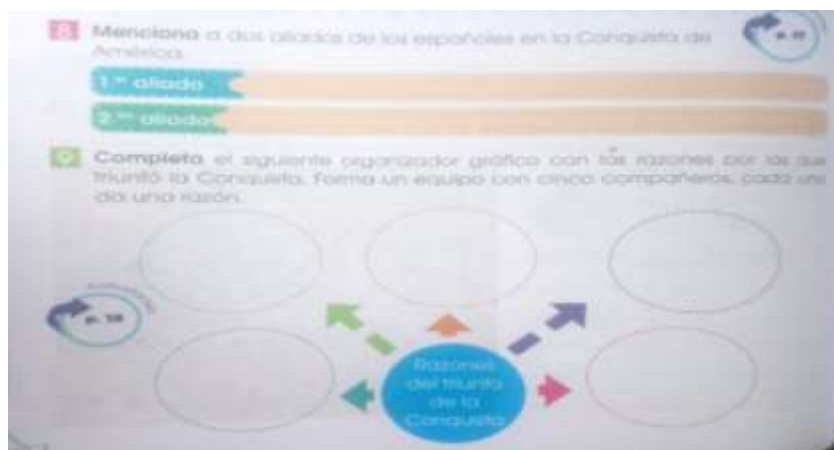 8 Menciona a dos aliados de los españoles en la Conquista de
América.
1.er aliado
2.do aliado
9 Completa el siguiente organizador gráfico con las razones por las que
triunfó la Conquista. Forma un equipo con cinco compañeros, cada uno
da una razón.
Razones
del triunfo
de la
Conquista